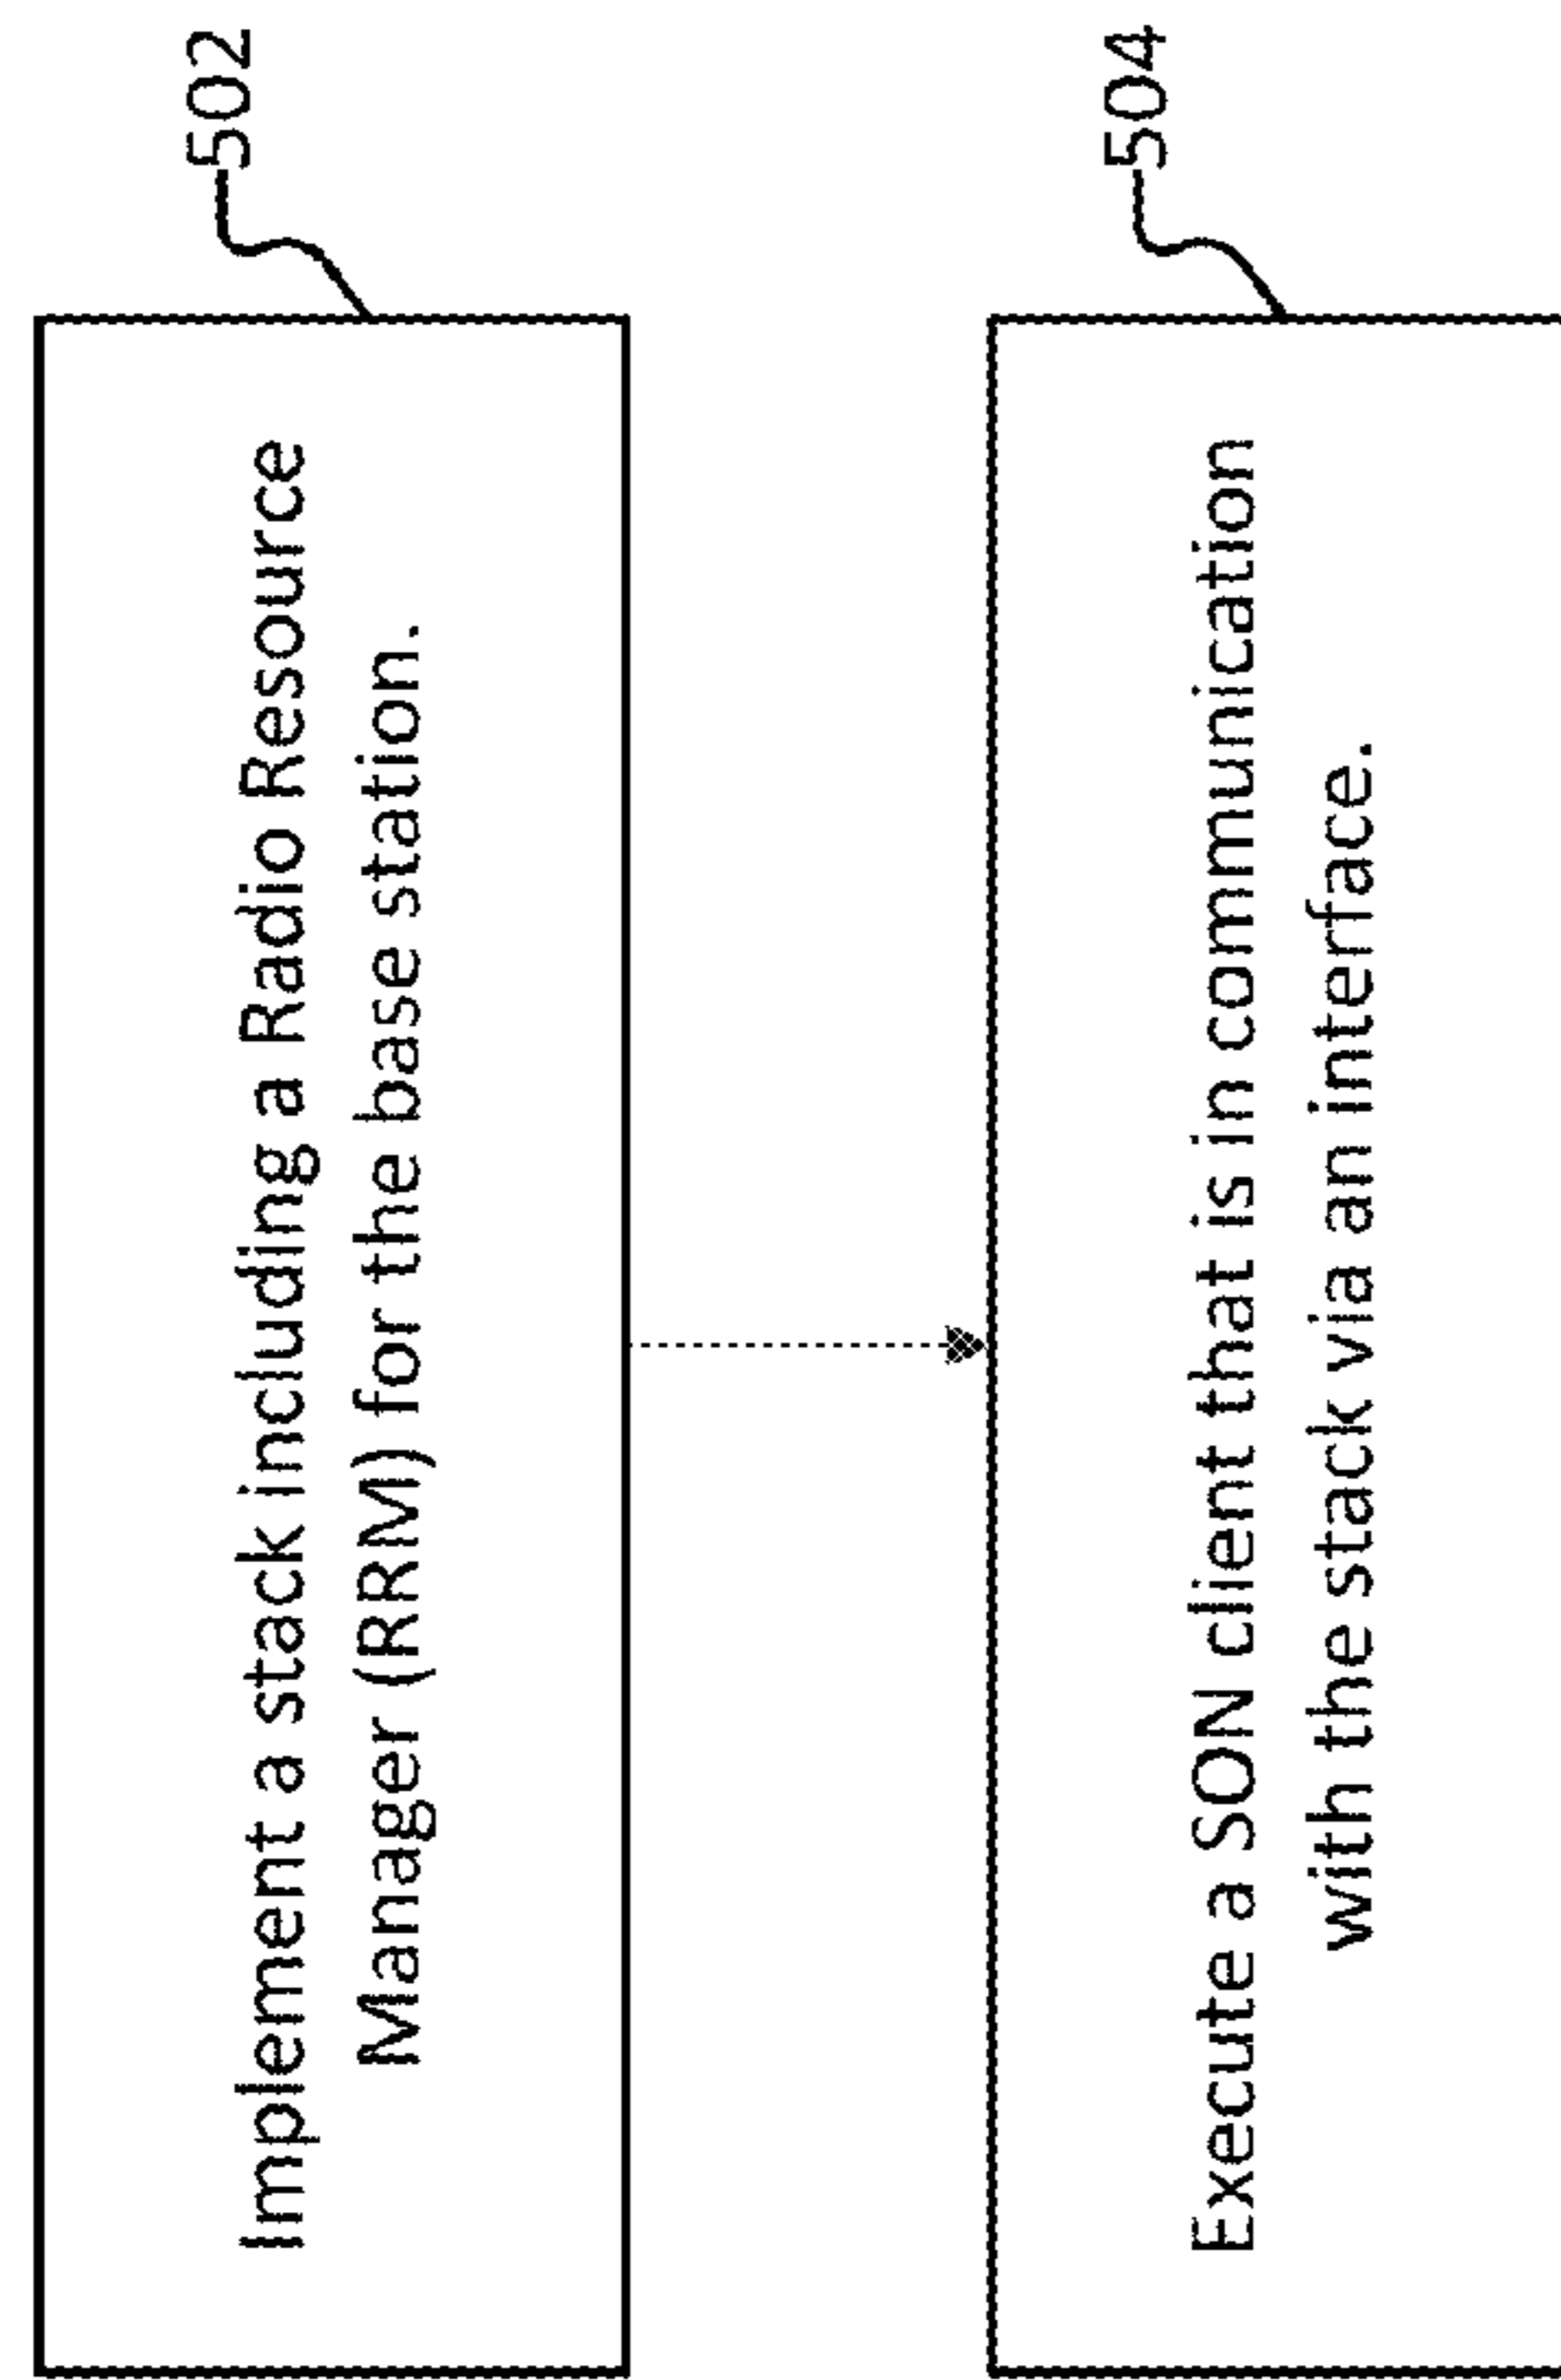 Implement a stack including a Radio Resource
Manager (RRM) for the base station.
502
Execute a SON client that is in communication
with the stack via an interface.
504